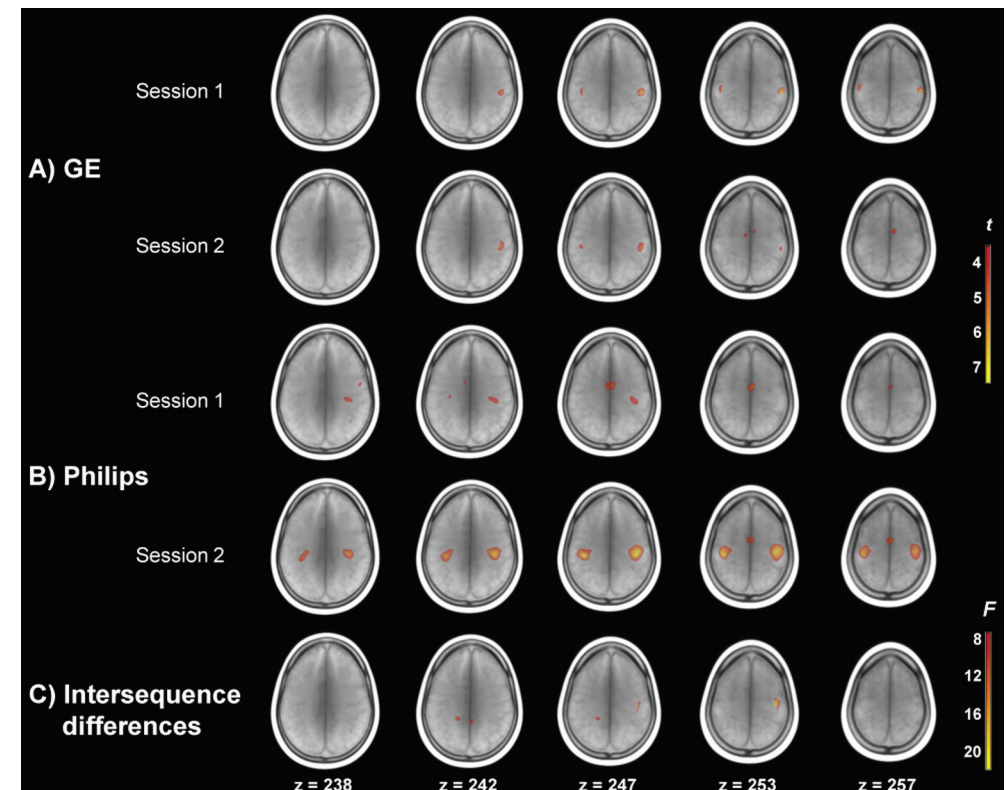 Session 1
A) GE
Session 2
t
4
5
6
7
Session 1
B) Philips
Session 2
F
8
12
16
20
C) Intersequence
differences
z = 238 z = 242 z = 247 z = 253 z = 257